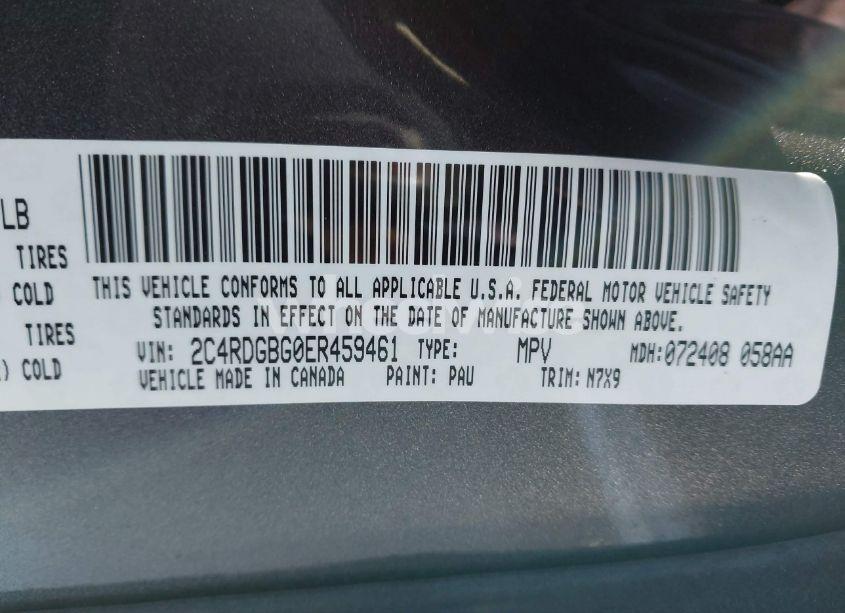 LB
TIRES
COLD
TIRES
) COLD
THIS VEHICLE CONFORMS TO ALL APPLICABLE U.S.A. FEDERAL MOTOR VEHICLE SAFETY
STANDARDS IN EFFECT ON THE DATE OF MANUFACTURE SHOWN ABOVE.
VIN: 2C4RDGBG0ER459461 TYPE: MPV MDH:072408 058AA
VEHICLE MADE IN CANADA PAINT: PAU TRIM: N7X9